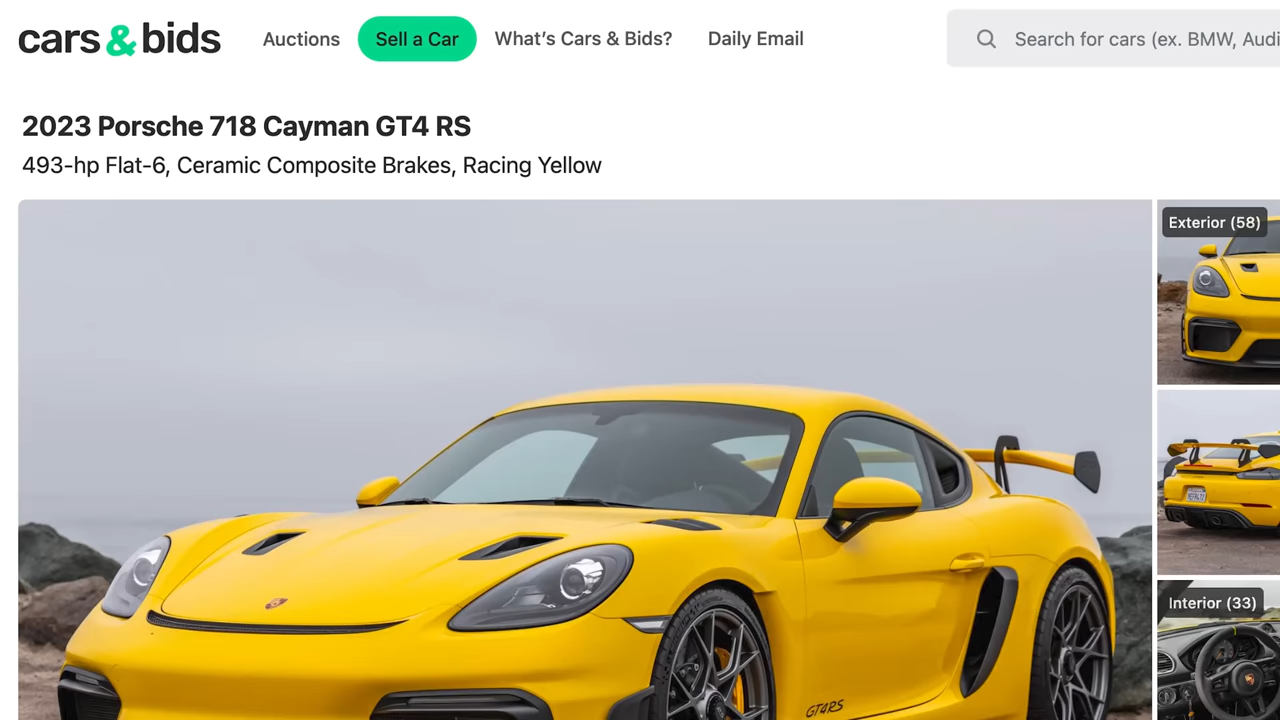 cars & bids
Auctions
Sell a Car
What's Cars & Bids?
Daily Email
Search for cars (ex. BMW, Audi
2023 Porsche 718 Cayman GT4 RS
493-hp Flat-6, Ceramic Composite Brakes, Racing Yellow
Exterior (58)
Interior (33)
GT4RS